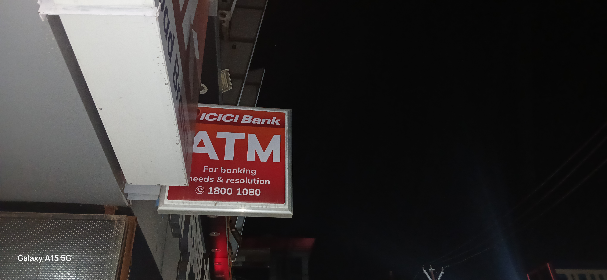 ICICI Bank
ATM
For banking
needs & resolution
1800 1080
Galaxy A15 5G